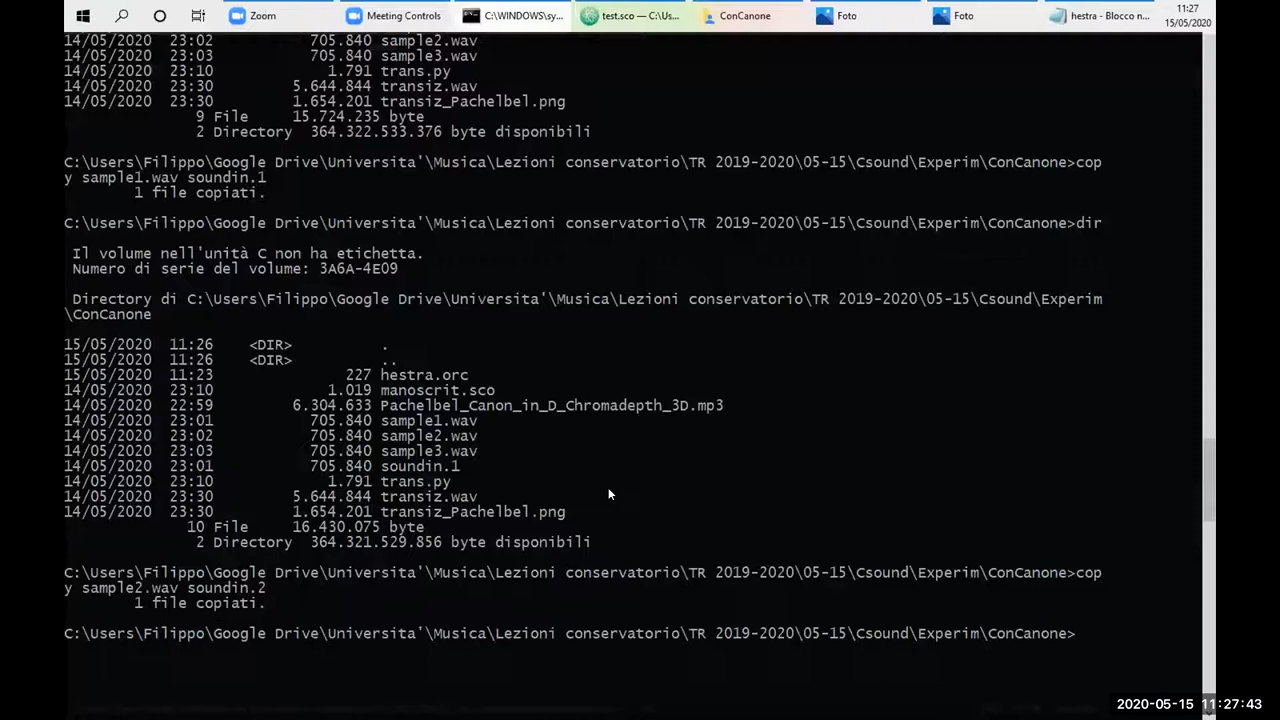 Zoom
Meeting Controls
C:\WINDOWS\sy...
test.sco — C:\Us...
ConCanone
Foto
Foto
hestra - Blocco n...
11:27
15/05/2020
14/05/2020  23:02           705.840 sample2.wav
14/05/2020  23:03           705.840 sample3.wav
14/05/2020  23:10             1.791 trans.py
14/05/2020  23:30         5.644.844 transiz.wav
14/05/2020  23:30         1.654.201 transiz_Pachelbel.png
9 File     15.724.235 byte
2 Directory  364.322.533.376 byte disponibili
C:\Users\Filippo\Google Drive\Universita'\Musica\Lezioni conservatorio\TR 2019-2020\05-15\Csound\Experim\ConCanone>cop
y sample1.wav soundin.1
1 file copiati.
C:\Users\Filippo\Google Drive\Universita'\Musica\Lezioni conservatorio\TR 2019-2020\05-15\Csound\Experim\ConCanone>dir
Il volume nell'unità C non ha etichetta.
Numero di serie del volume: 3A6A-4E09
Directory di C:\Users\Filippo\Google Drive\Universita'\Musica\Lezioni conservatorio\TR 2019-2020\05-15\Csound\Experim
\ConCanone
15/05/2020  11:26    <DIR>          .
15/05/2020  11:26    <DIR>          ..
15/05/2020  11:23               227 hestra.orc
14/05/2020  23:10             1.019 manoscrit.sco
14/05/2020  22:59         6.304.633 Pachelbel_Canon_in_D_Chromadepth_3D.mp3
14/05/2020  23:01           705.840 sample1.wav
14/05/2020  23:02           705.840 sample2.wav
14/05/2020  23:03           705.840 sample3.wav
14/05/2020  23:01           705.840 soundin.1
14/05/2020  23:10             1.791 trans.py
14/05/2020  23:30         5.644.844 transiz.wav
14/05/2020  23:30         1.654.201 transiz_Pachelbel.png
10 File     16.430.075 byte
2 Directory  364.321.529.856 byte disponibili
C:\Users\Filippo\Google Drive\Universita'\Musica\Lezioni conservatorio\TR 2019-2020\05-15\Csound\Experim\ConCanone>cop
y sample2.wav soundin.2
1 file copiati.
C:\Users\Filippo\Google Drive\Universita'\Musica\Lezioni conservatorio\TR 2019-2020\05-15\Csound\Experim\ConCanone>
2020-05-15 11:27:43